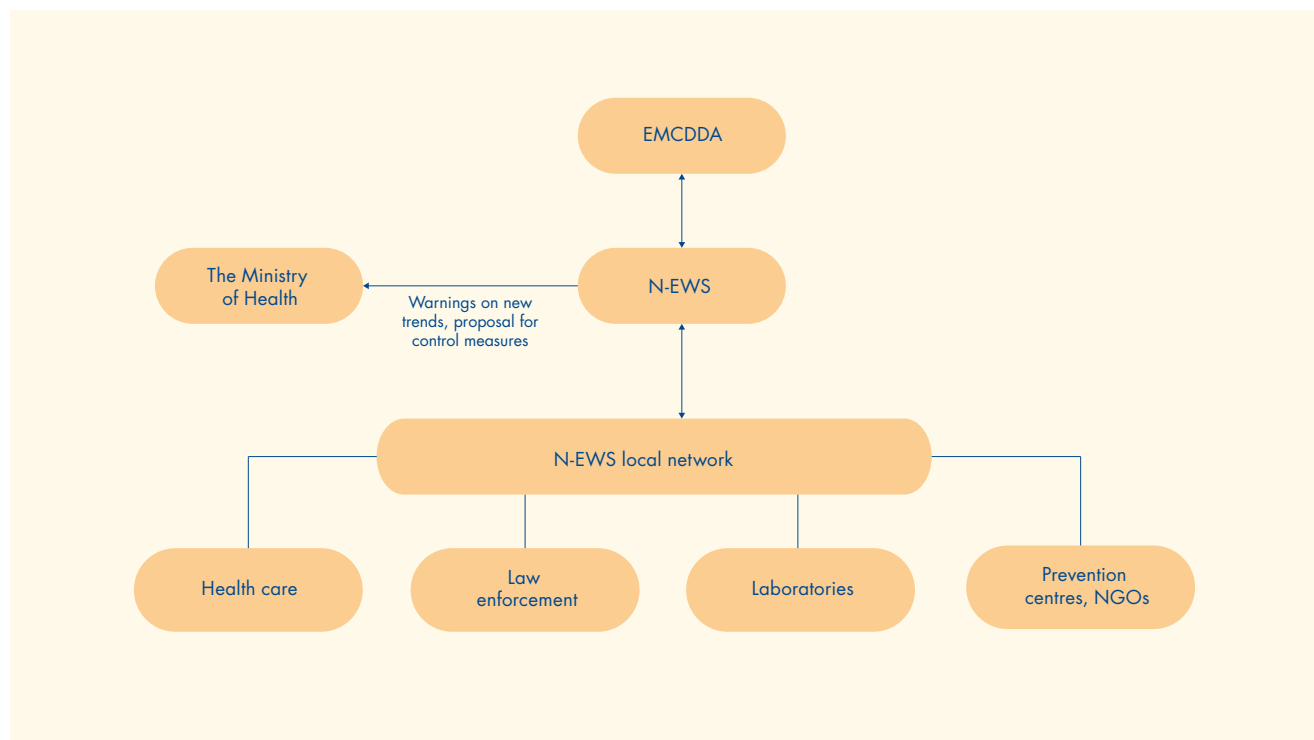 EMCDDA
The Ministry
of Health
N-EWS
Warnings on new
trends, proposal for
control measures
N-EWS local network
Health care
Law
enforcement
Laboratories
Prevention
centres, NGOs